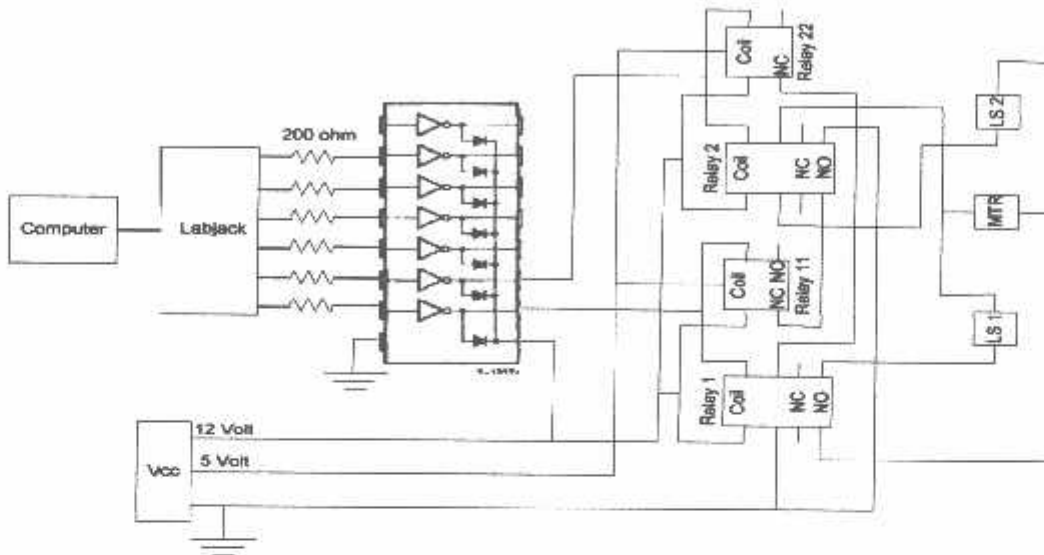 Computer
Labjack
200 ohm
Vcc
12 Volt
5 Volt
Coil
NC
Relay 22
Relay 2
Coil
NC
NO
Coil
NC NO
Relay 11
Relay 1
Coil
NC
NO
LS 2
MTR
LS 1